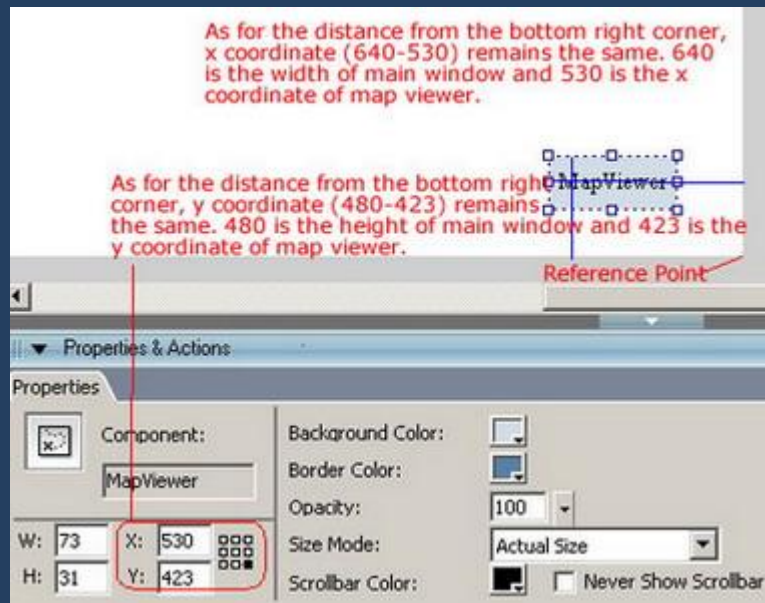 As for the distance from the bottom right corner,
x coordinate (640-530) remains the same. 640
is the width of main window and 530 is the x
coordinate of map viewer.
MapViewer
As for the distance from the bottom right
corner, y coordinate (480-423) remains
the same. 480 is the height of main window and 423 is the
y coordinate of map viewer.
Reference Point
Properties & Actions
Properties
Component:
MapViewer
W: 73 X: 530
H: 31 Y: 423
Background Color:
Border Color:
Opacity: 100
Size Mode: Actual Size
Scrollbar Color: Never Show Scrollbar